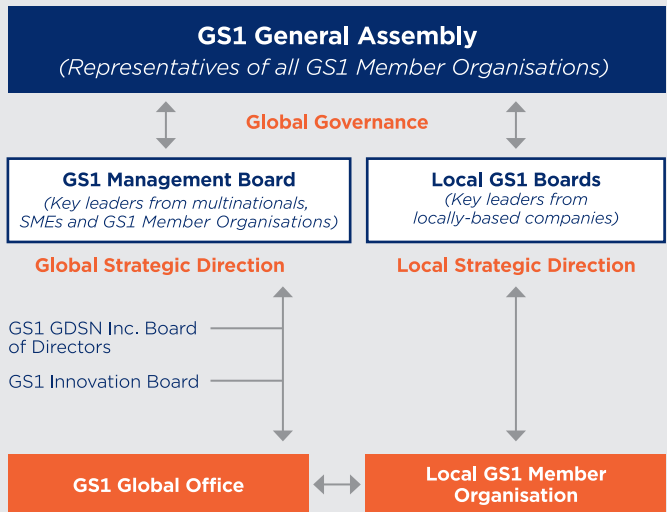 GS1 General Assembly
(Representatives of all GS1 Member Organisations)
Global Governance
GS1 Management Board
(Key leaders from multinationals,
SMEs and GS1 Member Organisations)
Local GS1 Boards
(Key leaders from
locally-based companies)
Global Strategic Direction
Local Strategic Direction
GS1 GDSN Inc. Board
of Directors
GS1 Innovation Board
GS1 Global Office
Local GS1 Member
Organisation